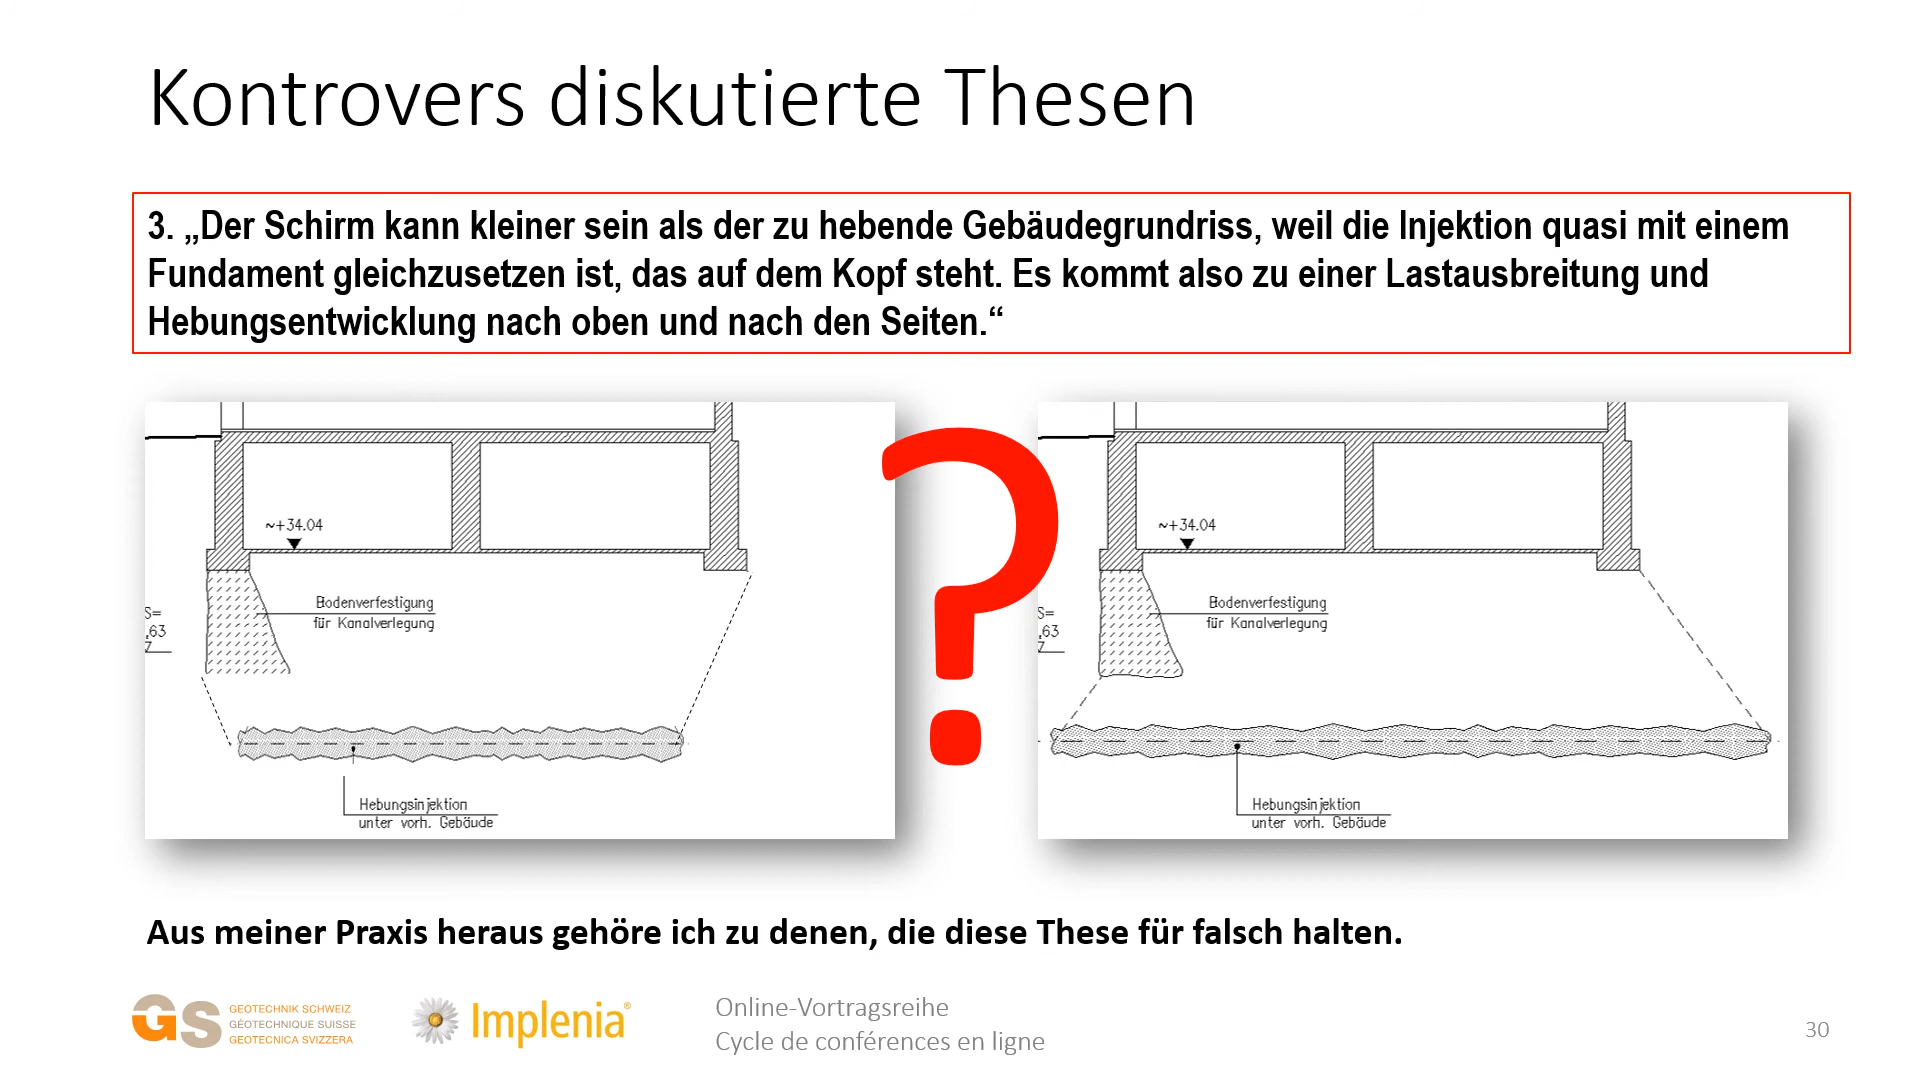 Kontrovers diskutierte Thesen
3. „Der Schirm kann kleiner sein als der zu hebende Gebäudegrundriss, weil die Injektion quasi mit einem
Fundament gleichzusetzen ist, das auf dem Kopf steht. Es kommt also zu einer Lastausbreitung und
Hebungsentwicklung nach oben und nach den Seiten.“
~+34.04
Bodenverfestigung
für Kanalverlegung
S=
.63
7
Hebungsinjektion
unter vorh. Gebäude
?
~+34.04
Bodenverfestigung
für Kanalverlegung
S=
.63
7
Hebungsinjektion
unter vorh. Gebäude
Aus meiner Praxis heraus gehöre ich zu denen, die diese These für falsch halten.
GS
GEOTECHNIK SCHWEIZ
GÉOTECHNIQUE SUISSE
GEOTECNICA SVIZZERA
Implenia®
Online-Vortragsreihe
Cycle de conférences en ligne
30